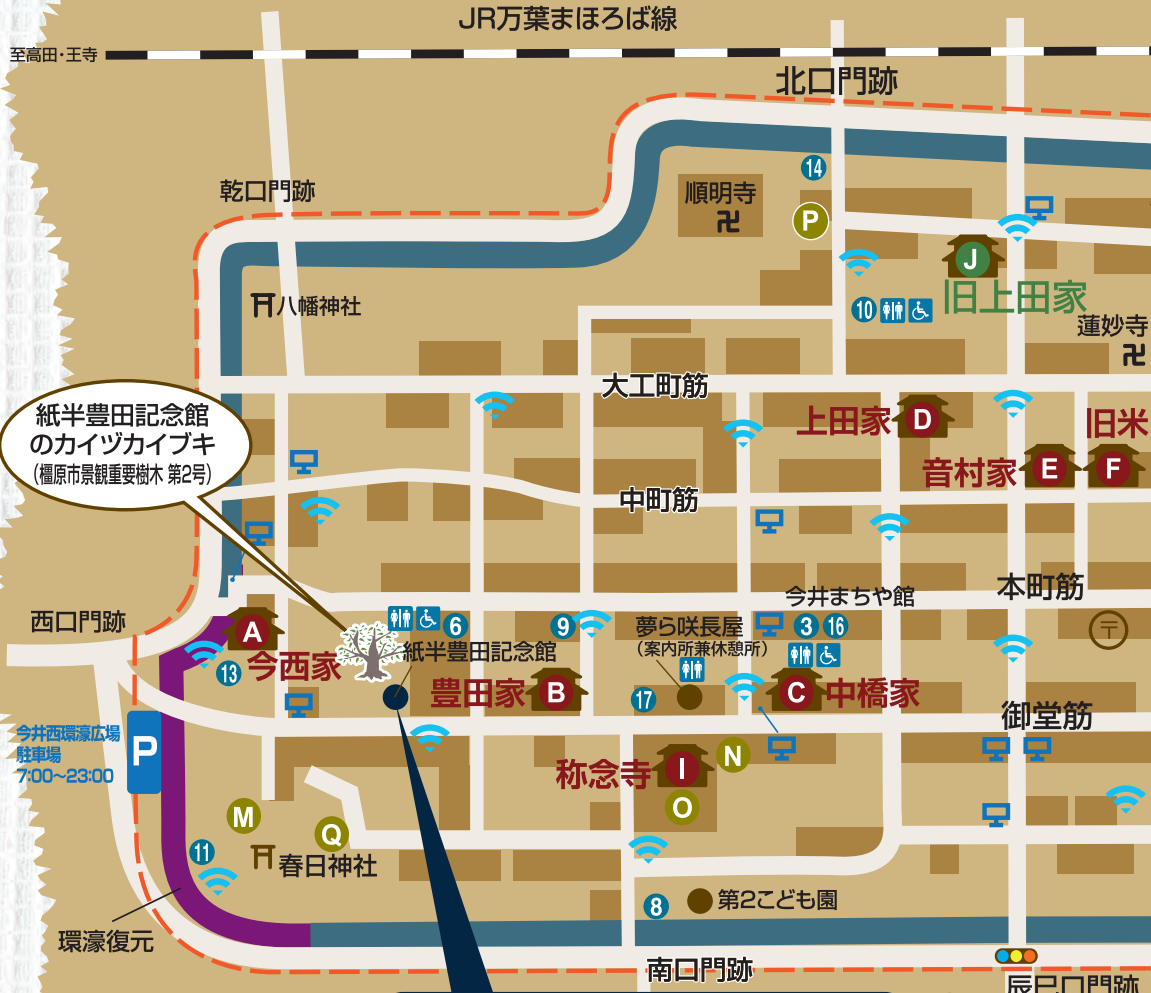 JR万葉まほろば線
至高田・王寺
北口門跡
14
順明寺
乾口門跡
P
J
旧上田家
八幡神社
10
蓮妙寺
大工町筋
紙半豊田記念館
のカイヅカイブキ
(橿原市景観重要樹木 第2号)
上田家 D
旧米
音村家 E
F
中町筋
本町筋
今井まちや館
西口門跡
A
6
9
夢ら咲長屋
(案内所兼休憩所)
3 16
〒
紙半豊田記念館
13
今西家
豊田家 B
17
C 中橋家
御堂筋
今井西環濠広場
駐車場
7:00~23:00
P
称念寺 I
N
O
M
Q
11
春日神社
8
第2こども園
環濠復元
南口門跡
辰巳口門跡